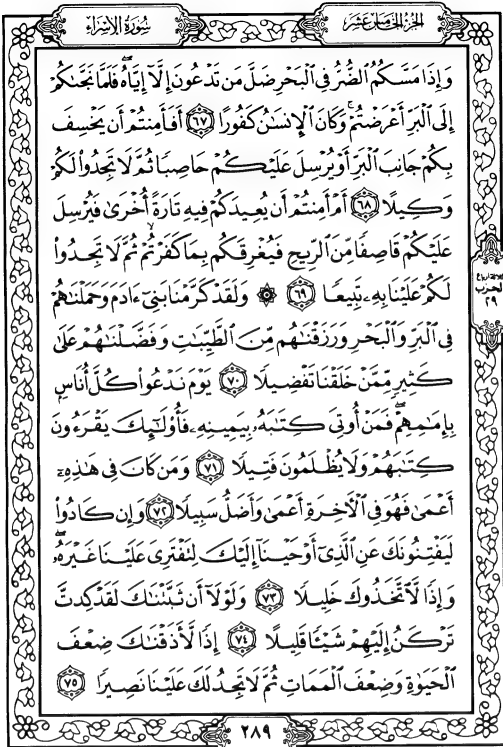 الجزء الخامس عشر
سورة الإسراء
وَإِذَا مَسَّكُمُ ٱلضُّرُّ فِي ٱلۡبَحۡرِ ضَلَّ مَن تَدۡعُونَ إِلَّآ إِيَّاهُۖ فَلَمَّا نَجَّىٰكُمۡ
إِلَى ٱلۡبَرِّ أَعۡرَضۡتُمۡۚ وَكَانَ ٱلۡإِنسَٰنُ كَفُورًا ٦٧ أَفَأَمِنتُمۡ أَن يَخۡسِفَ
بِكُمۡ جَانِبَ ٱلۡبَرِّ أَوۡ يُرۡسِلَ عَلَيۡكُمۡ حَاصِبٗا ثُمَّ لَا تَجِدُواْ لَكُمۡ
وَكِيلًا ٦٨ أَمۡ أَمِنتُمۡ أَن يُعِيدَكُمۡ فِيهِ تَارَةً أُخۡرَىٰ فَيُرۡسِلَ
عَلَيۡكُمۡ قَاصِفٗا مِّنَ ٱلرِّيحِ فَيُغۡرِقَكُم بِمَا كَفَرۡتُمۡ ثُمَّ لَا تَجِدُواْ
لَكُمۡ عَلَيۡنَا بِهِۦ تَبِيعٗا ٦٩ ۞ وَلَقَدۡ كَرَّمۡنَا بَنِيٓ ءَادَمَ وَحَمَلۡنَٰهُمۡ
فِي ٱلۡبَرِّ وَٱلۡبَحۡرِ وَرَزَقۡنَٰهُم مِّنَ ٱلطَّيِّبَٰتِ وَفَضَّلۡنَٰهُمۡ عَلَىٰ
كَثِيرٖ مِّمَّنۡ خَلَقۡنَا تَفۡضِيلٗا ٧٠ يَوۡمَ نَدۡعُواْ كُلَّ أُنَاسِۭ
بِإِمَٰمِهِمۡۖ فَمَنۡ أُوتِيَ كِتَٰبَهُۥ بِيَمِينِهِۦ فَأُوْلَٰٓئِكَ يَقۡرَءُونَ
كِتَٰبَهُمۡ وَلَا يُظۡلَمُونَ فَتِيلٗا ٧١ وَمَن كَانَ فِي هَٰذِهِۦٓ
أَعۡمَىٰ فَهُوَ فِي ٱلۡأٓخِرَةِ أَعۡمَىٰ وَأَضَلُّ سَبِيلٗا ٧٢ وَإِن كَادُواْ
لَيَفۡتِنُونَكَ عَنِ ٱلَّذِيٓ أَوۡحَيۡنَآ إِلَيۡكَ لِتَفۡتَرِيَ عَلَيۡنَا غَيۡرَهُۥۖ
وَإِذٗا لَّٱتَّخَذُوكَ خَلِيلٗا ٧٣ وَلَوۡلَآ أَن ثَبَّتۡنَٰكَ لَقَدۡ كِدتَّ
تَرۡكَنُ إِلَيۡهِمۡ شَيۡـٔٗا قَلِيلًا ٧٤ إِذٗا لَّأَذَقۡنَٰكَ ضِعۡفَ
ٱلۡحَيَوٰةِ وَضِعۡفَ ٱلۡمَمَاتِ ثُمَّ لَا تَجِدُ لَكَ عَلَيۡنَا نَصِيرٗا ٧٥
الحزب
٢٩
٢٨٩